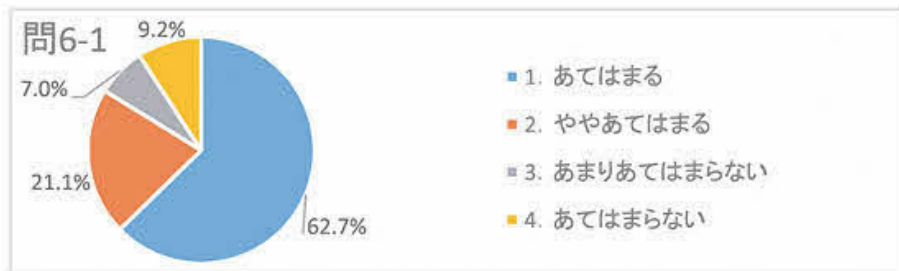 問6-1
9.2%
7.0%
21.1%
62.7%
1. あてはまる
2. ややあてはまる
3. あまりあてはまらない
4. あてはまらない